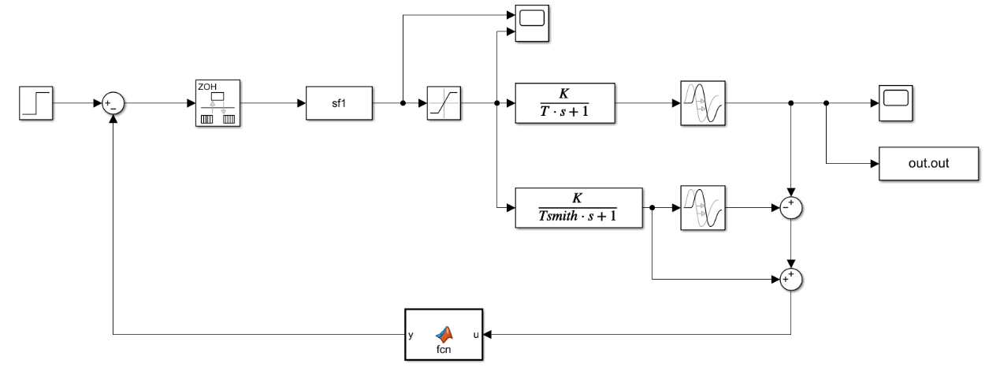 ZOH
sf1
K
T · s + 1
out.out
K
Tsmith · s + 1
y
u
fcn